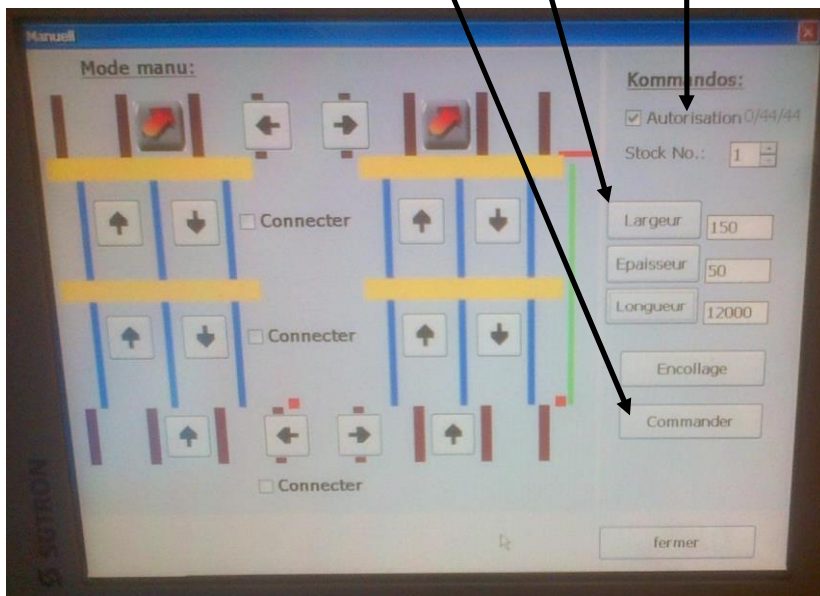 Manuell
Mode manu:
Kommandos:
Autorisation 0/44/44
Stock No.: 1
Connecter
Largeur 150
Epaisseur 50
Connecter
Longueur 12000
Encollage
Commander
Connecter
fermer
SUTRON